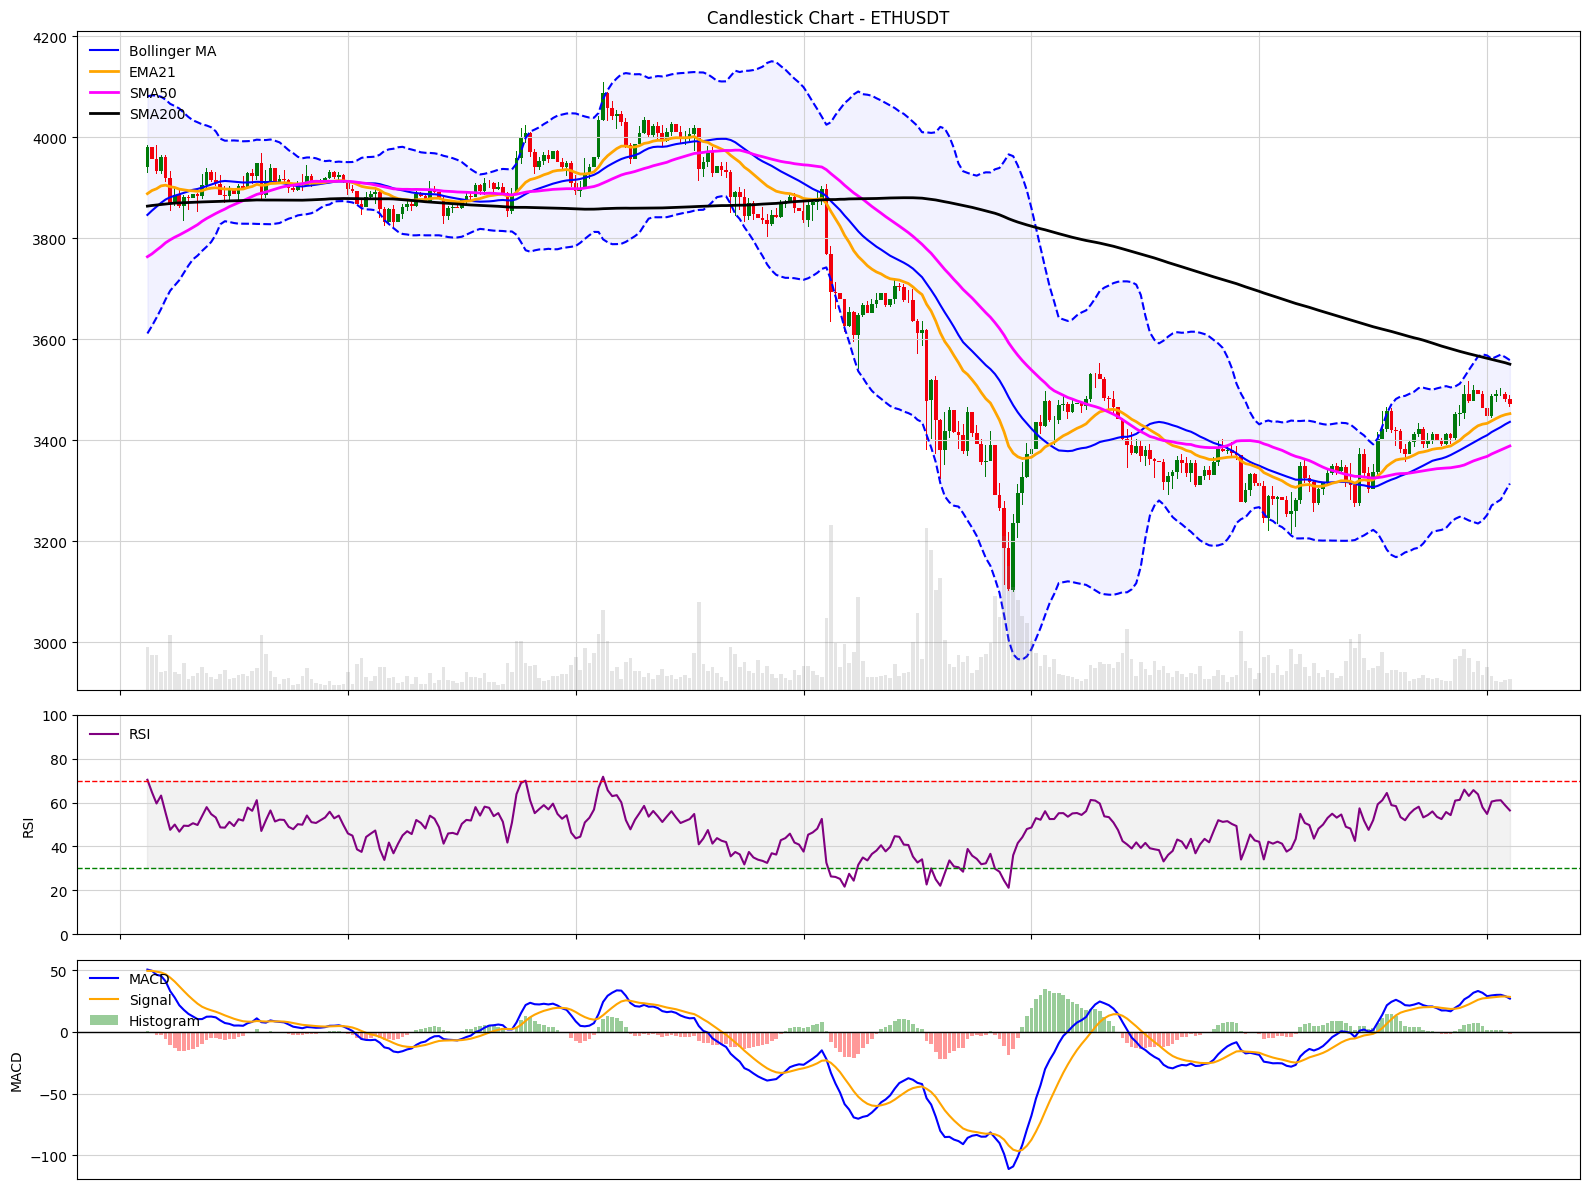 Candlestick Chart - ETHUSDT
4200
4000
3800
3600
3400
3200
3000
Bollinger MA
EMA21
SMA50
SMA200
100
80
60
40
20
0
RSI
RSI
50
0
−50
−100
MACD
MACD
Signal
Histogram